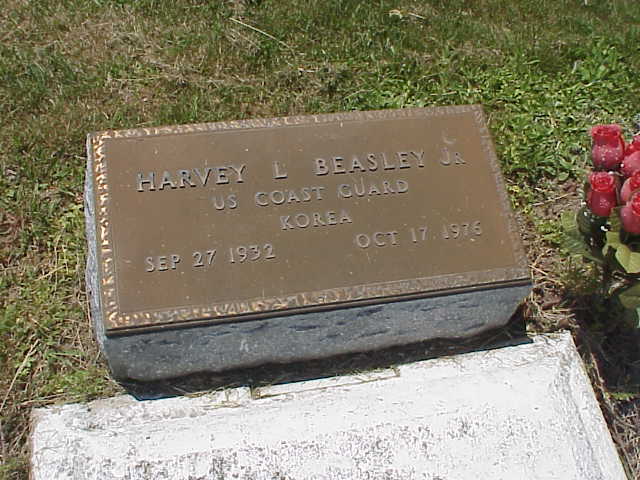 HARVEY L BEASLEY JR
US COAST GUARD
KOREA
SEP 27 1932 OCT 17 1976